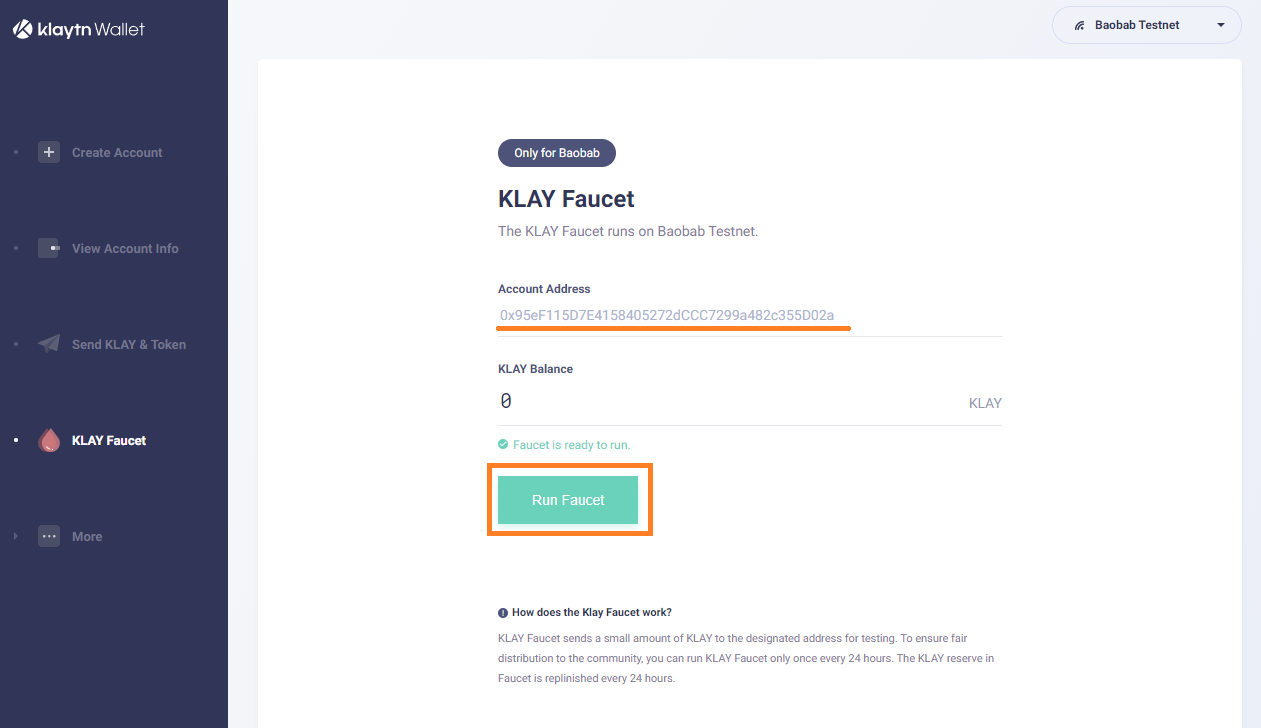 klaytn Wallet
Baobab Testnet
Create Account
View Account Info
Send KLAY & Token
KLAY Faucet
More
Only for Baobab
KLAY Faucet
The KLAY Faucet runs on Baobab Testnet.
Account Address
0x95eF115D7E4158405272dCCC7299a482c355D02a
KLAY Balance
0 KLAY
Faucet is ready to run.
Run Faucet
How does the Klay Faucet work?
KLAY Faucet sends a small amount of KLAY to the designated address for testing. To ensure fair
distribution to the community, you can run KLAY Faucet only once every 24 hours. The KLAY reserve in
Faucet is replinished every 24 hours.